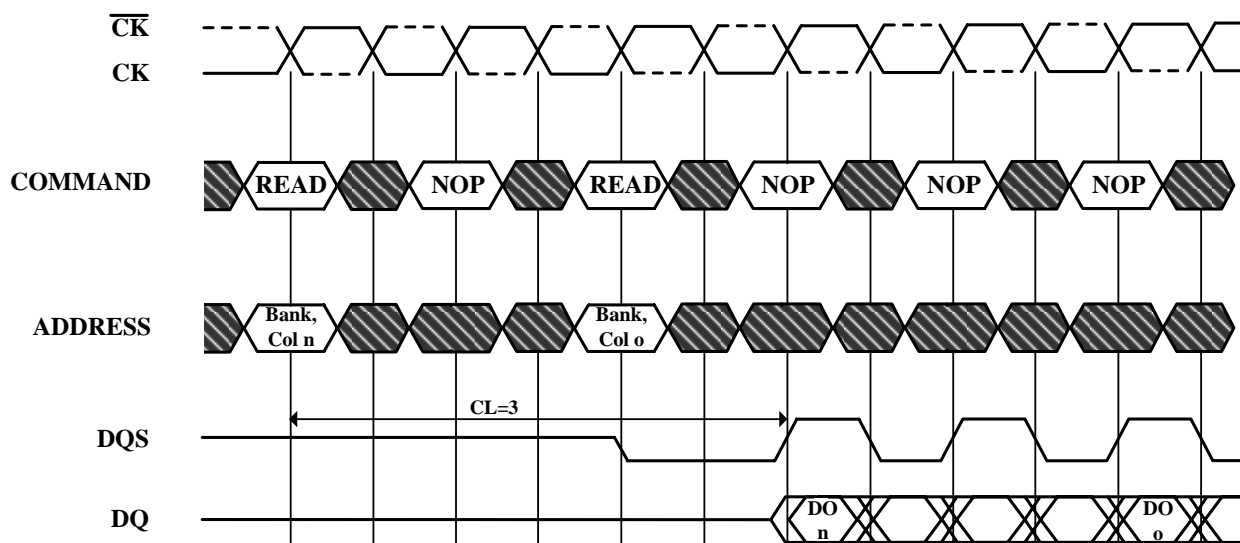 CK
CK
COMMAND READ NOP READ NOP NOP NOP
ADDRESS Bank, Col n Bank, Col o
CL=3
DQS
DQ DO n DO o